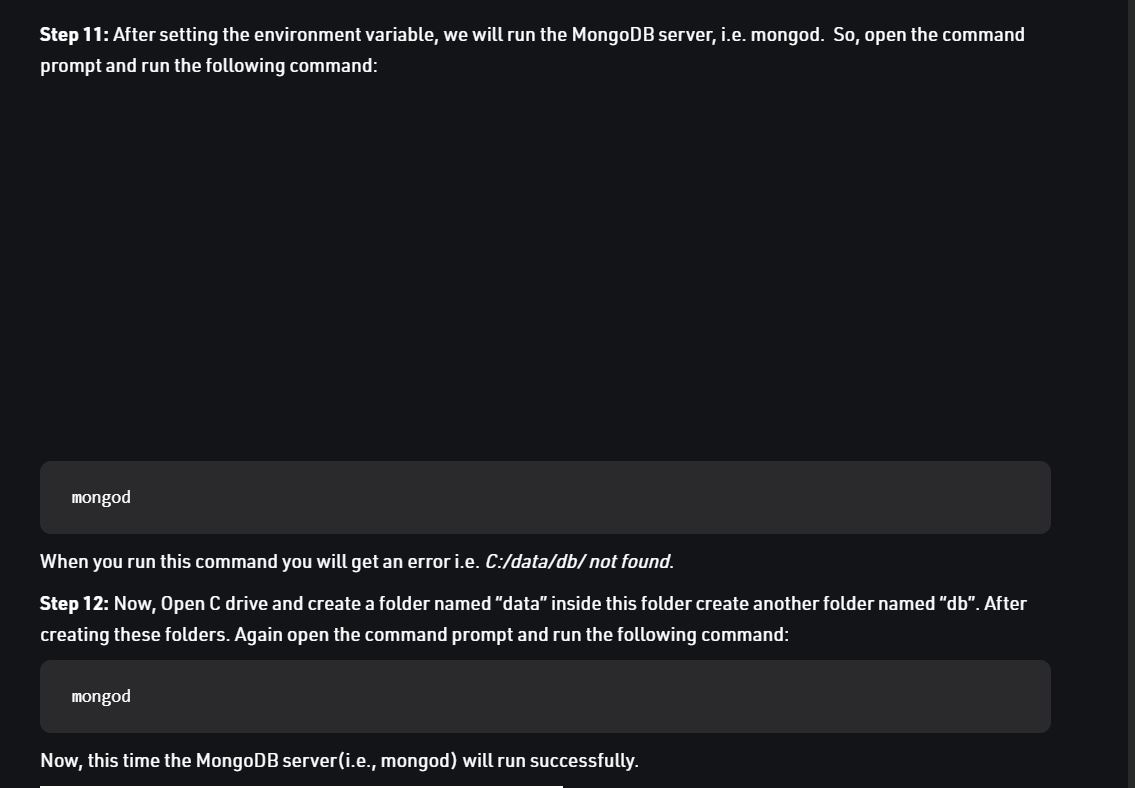 Step 11: After setting the environment variable, we will run the MongoDB server, i.e. mongod.  So, open the command
prompt and run the following command:
mongod
When you run this command you will get an error i.e. C:/data/db/ not found.
Step 12: Now, Open C drive and create a folder named “data” inside this folder create another folder named “db”. After
creating these folders. Again open the command prompt and run the following command:
mongod
Now, this time the MongoDB server(i.e., mongod) will run successfully.